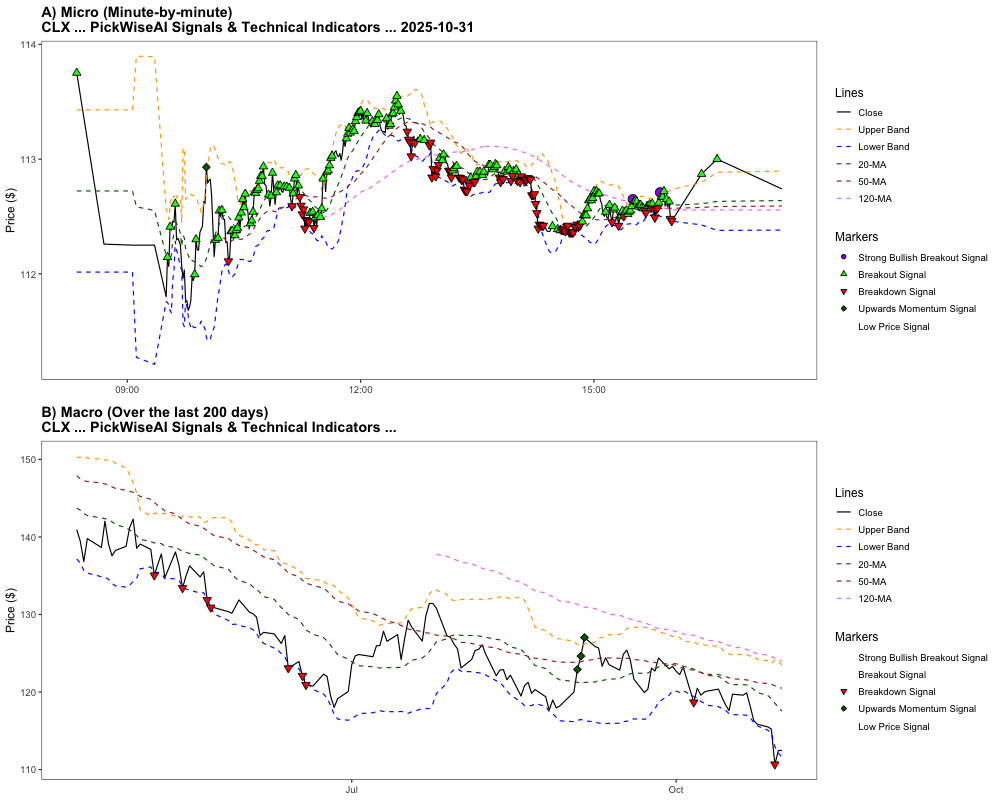 A) Micro (Minute-by-minute)
CLX ... PickWiseAI Signals & Technical Indicators ... 2025-10-31
114
113
112
Price ($)
09:00
12:00
15:00
Lines
Close
Upper Band
Lower Band
20-MA
50-MA
120-MA
Markers
Strong Bullish Breakout Signal
Breakout Signal
Breakdown Signal
Upwards Momentum Signal
Low Price Signal
B) Macro (Over the last 200 days)
CLX ... PickWiseAI Signals & Technical Indicators ...
150
140
130
120
110
Price ($)
Jul
Oct
Lines
Close
Upper Band
Lower Band
20-MA
50-MA
120-MA
Markers
Strong Bullish Breakout Signal
Breakout Signal
Breakdown Signal
Upwards Momentum Signal
Low Price Signal